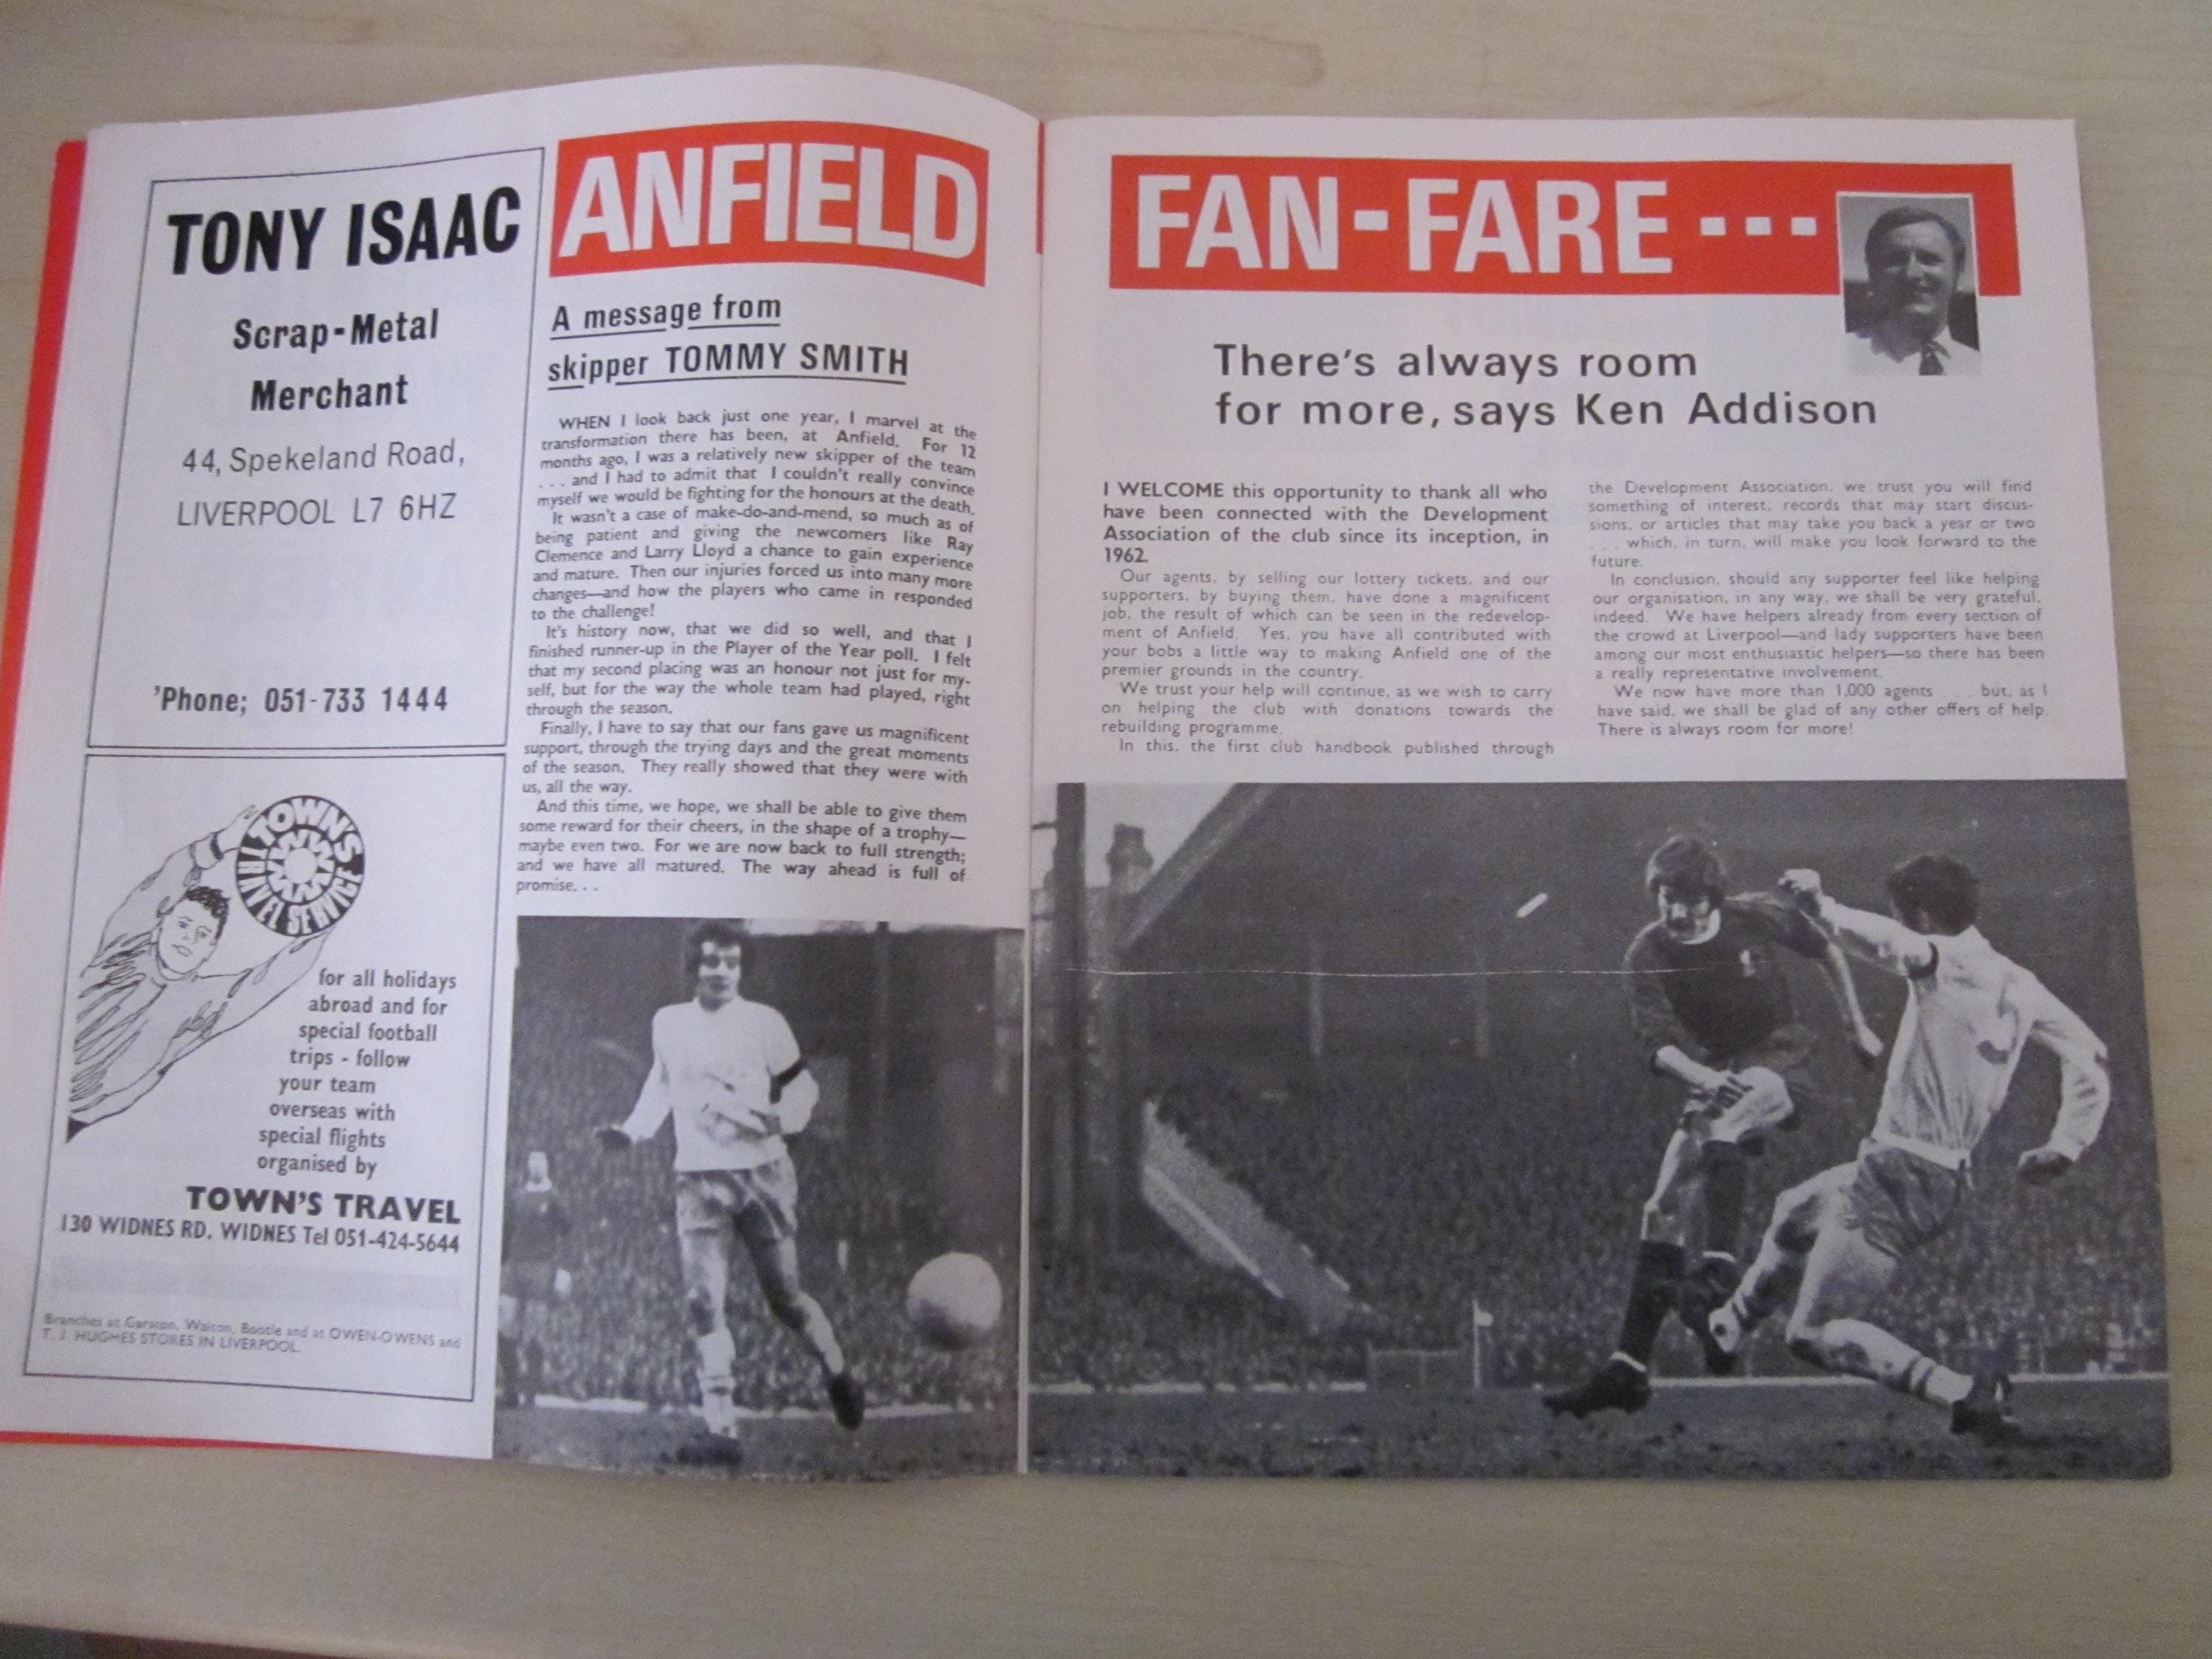 TONY ISAAC
Scrap-Metal
Merchant
44, Spekeland Road,
LIVERPOOL L7 6HZ
'Phone; 051-733 1444
TOWN'S
TRAVEL SERVICE
for all holidays
abroad and for
special football
trips - follow
your team
overseas with
special flights
organised by
TOWN'S TRAVEL
130 WIDNES RD. WIDNES Tel 051-424-5644
Branches at Garston, Walton, Bootle and at OWEN-OWENS and
T. J. HUGHES STORES IN LIVERPOOL.
ANFIELD
A message from
skipper TOMMY SMITH
WHEN I look back just one year, I marvel at the
transformation there has been, at Anfield. For 12
months ago, I was a relatively new skipper of the team
. . . and I had to admit that I couldn't really convince
myself we would be fighting for the honours at the death.
It wasn't a case of make-do-and-mend, so much as of
being patient and giving the newcomers like Ray
Clemence and Larry Lloyd a chance to gain experience
and mature. Then our injuries forced us into many more
changes—and how the players who came in responded
to the challenge!
It's history now, that we did so well, and that I
finished runner-up in the Player of the Year poll. I felt
that my second placing was an honour not just for my-
self, but for the way the whole team had played, right
through the season.
Finally, I have to say that our fans gave us magnificent
support, through the trying days and the great moments
of the season. They really showed that they were with
us, all the way.
And this time, we hope, we shall be able to give them
some reward for their cheers, in the shape of a trophy—
maybe even two. For we are now back to full strength;
and we have all matured. The way ahead is full of
promise. . .
FAN-FARE---
There's always room
for more, says Ken Addison
I WELCOME this opportunity to thank all who
have been connected with the Development
Association of the club since its inception, in
1962.
Our agents, by selling our lottery tickets, and our
supporters, by buying them, have done a magnificent
job, the result of which can be seen in the redevelop-
ment of Anfield. Yes, you have all contributed with
your bobs a little way to making Anfield one of the
premier grounds in the country.
We trust your help will continue, as we wish to carry
on helping the club with donations towards the
rebuilding programme.
In this, the first club handbook published through
the Development Association, we trust you will find
something of interest; records that may start discus-
sions, or articles that may take you back a year or two
. . . which, in turn, will make you look forward to the
future.
In conclusion, should any supporter feel like helping
our organisation, in any way, we shall be very grateful,
indeed. We have helpers already from every section of
the crowd at Liverpool—and lady supporters have been
among our most enthusiastic helpers—so there has been
a really representative involvement.
We now have more than 1,000 agents . . . but, as I
have said, we shall be glad of any other offers of help.
There is always room for more!